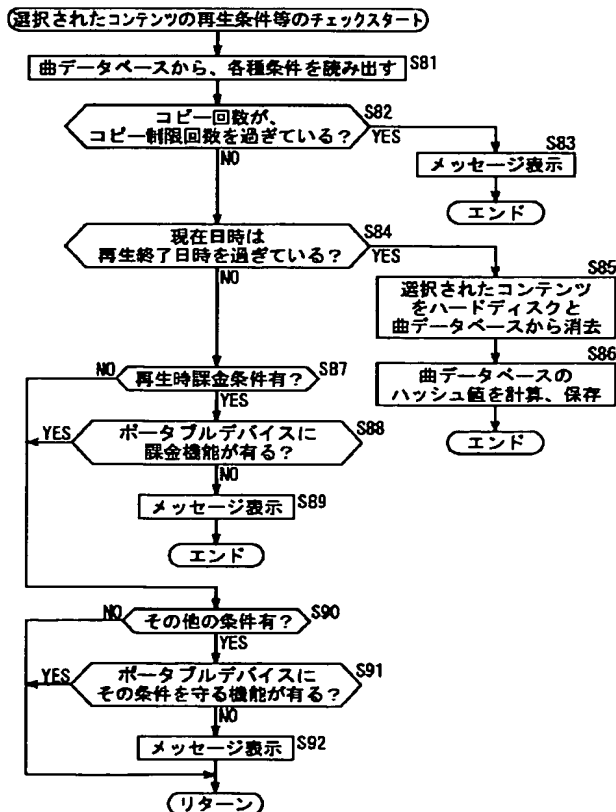 選択されたコンテンツの再生条件等のチェックスタート
曲データベースから、各種条件を読み出す
S81
コピー回数が、
コピー制限回数を過ぎている?
S82
YES
NO
S83
メッセージ表示
エンド
現在日時は
再生終了日時を過ぎている?
S84
YES
NO
S85
選択されたコンテンツ
をハードディスクと
曲データベースから消去
S86
曲データベースの
ハッシュ値を計算、保存
エンド
NO
再生時課金条件有?
S87
YES
YES
ポータブルデバイスに
課金機能が有る?
S88
NO
メッセージ表示
S89
エンド
NO
その他の条件有?
S90
YES
YES
ポータブルデバイスに
その条件を守る機能が有る?
S91
NO
メッセージ表示
S92
リターン